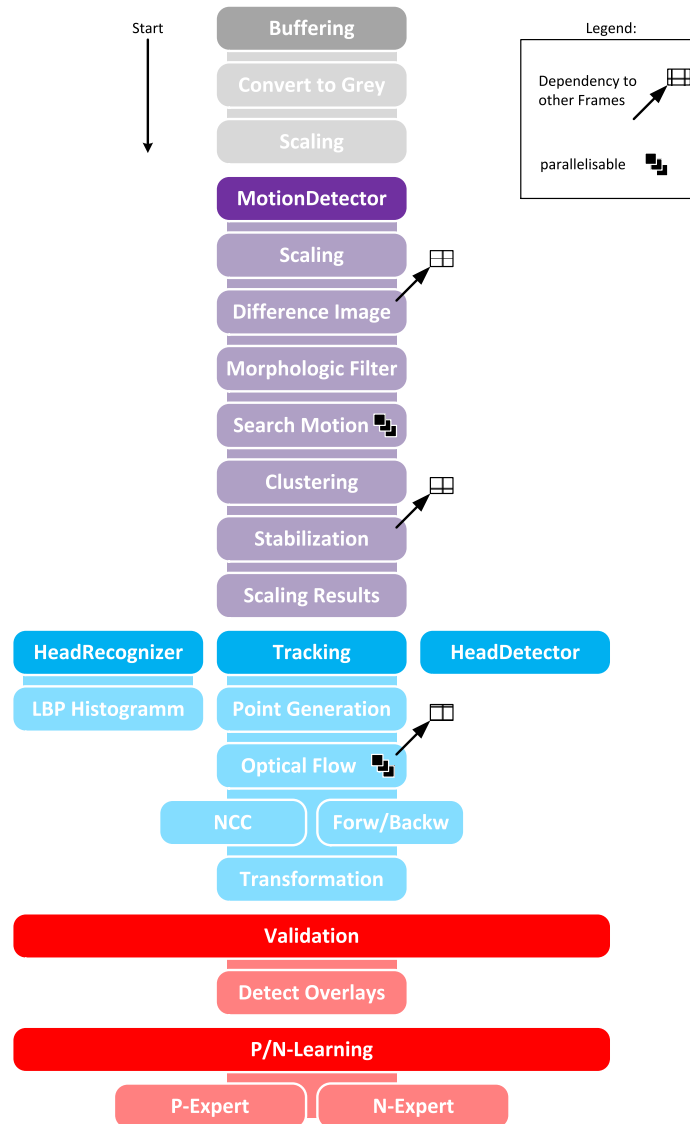 Start
Buffering
Legend:
Convert to Grey
Dependency to
other Frames
Scaling
parallelisable
MotionDetector
Scaling
Difference Image
Morphologic Filter
Search Motion
Clustering
Stabilization
Scaling Results
HeadRecognizer
Tracking
HeadDetector
LBP Histogramm
Point Generation
Optical Flow
NCC
Forw/Backw
Transformation
Validation
Detect Overlays
P/N-Learning
P-Expert
N-Expert